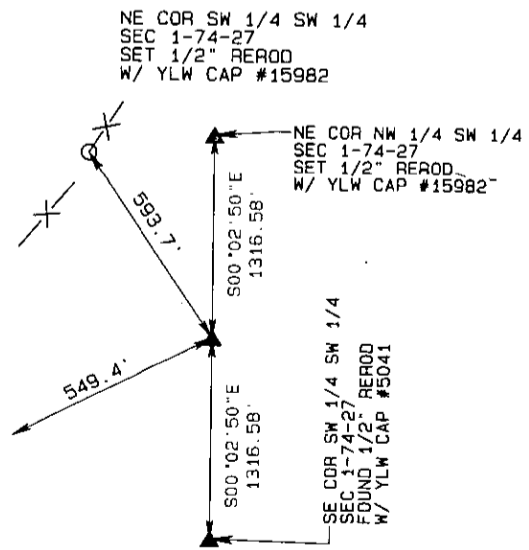 NE COR SW 1/4 SW 1/4
SEC 1-74-27
SET 1/2" REROD
W/ YLW CAP #15982
NE COR NW 1/4 SW 1/4
SEC 1-74-27
SET 1/2" REROD
W/ YLW CAP #15982
593.7'
S00°02'50"E
1316.58'
549.4'
S00°02'50"E
1316.58'
SE COR SW 1/4 SW 1/4
SEC 1-74-27
FOUND 1/2" REROD
W/ YLW CAP #5041